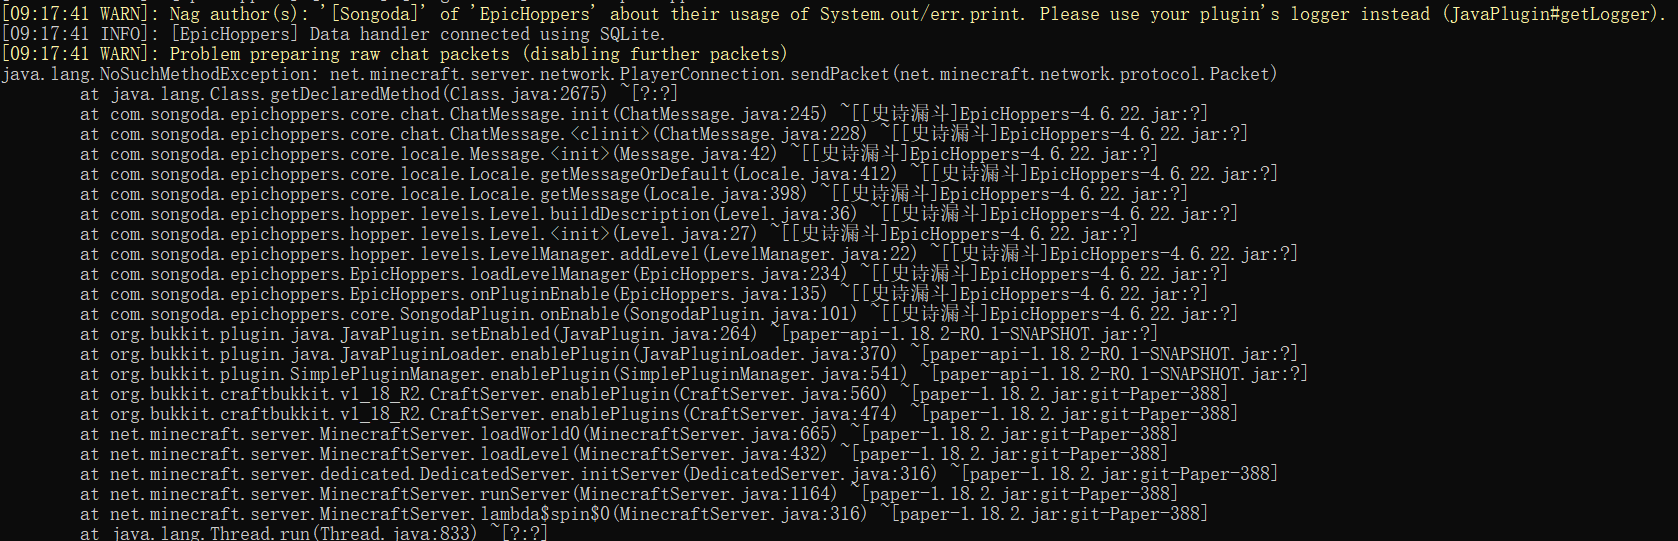 [09:17:41 WARN]: Nag author(s): '[Songoda]' of 'EpicHoppers' about their usage of System.out/err.print. Please use your plugin's logger instead (JavaPlugin#getLogger).
[09:17:41 INFO]: [EpicHoppers] Data handler connected using SQLite.
[09:17:41 WARN]: Problem preparing raw chat packets (disabling further packets)
java.lang.NoSuchMethodException: net.minecraft.server.network.PlayerConnection.sendPacket(net.minecraft.network.protocol.Packet)
at java.lang.Class.getDeclaredMethod(Class.java:2675) ~[?:?]
at com.songoda.epichoppers.core.chat.ChatMessage.init(ChatMessage.java:245) ~[[史诗漏斗]EpicHoppers-4.6.22.jar:?]
at com.songoda.epichoppers.core.chat.ChatMessage.<clinit>(ChatMessage.java:228) ~[[史诗漏斗]EpicHoppers-4.6.22.jar:?]
at com.songoda.epichoppers.core.locale.Message.<init>(Message.java:42) ~[[史诗漏斗]EpicHoppers-4.6.22.jar:?]
at com.songoda.epichoppers.core.locale.Locale.getMessageOrDefault(Locale.java:412) ~[[史诗漏斗]EpicHoppers-4.6.22.jar:?]
at com.songoda.epichoppers.core.locale.Locale.getMessage(Locale.java:398) ~[[史诗漏斗]EpicHoppers-4.6.22.jar:?]
at com.songoda.epichoppers.hopper.levels.Level.buildDescription(Level.java:36) ~[[史诗漏斗]EpicHoppers-4.6.22.jar:?]
at com.songoda.epichoppers.hopper.levels.Level.<init>(Level.java:27) ~[[史诗漏斗]EpicHoppers-4.6.22.jar:?]
at com.songoda.epichoppers.hopper.levels.LevelManager.addLevel(LevelManager.java:22) ~[[史诗漏斗]EpicHoppers-4.6.22.jar:?]
at com.songoda.epichoppers.EpicHoppers.loadLevelManager(EpicHoppers.java:234) ~[[史诗漏斗]EpicHoppers-4.6.22.jar:?]
at com.songoda.epichoppers.EpicHoppers.onPluginEnable(EpicHoppers.java:135) ~[[史诗漏斗]EpicHoppers-4.6.22.jar:?]
at com.songoda.epichoppers.core.SongodaPlugin.onEnable(SongodaPlugin.java:101) ~[[史诗漏斗]EpicHoppers-4.6.22.jar:?]
at org.bukkit.plugin.java.JavaPlugin.setEnabled(JavaPlugin.java:264) ~[paper-api-1.18.2-R0.1-SNAPSHOT.jar:?]
at org.bukkit.plugin.java.JavaPluginLoader.enablePlugin(JavaPluginLoader.java:370) ~[paper-api-1.18.2-R0.1-SNAPSHOT.jar:?]
at org.bukkit.plugin.SimplePluginManager.enablePlugin(SimplePluginManager.java:541) ~[paper-api-1.18.2-R0.1-SNAPSHOT.jar:?]
at org.bukkit.craftbukkit.v1_18_R2.CraftServer.enablePlugin(CraftServer.java:560) ~[paper-1.18.2.jar:git-Paper-388]
at org.bukkit.craftbukkit.v1_18_R2.CraftServer.enablePlugins(CraftServer.java:474) ~[paper-1.18.2.jar:git-Paper-388]
at net.minecraft.server.MinecraftServer.loadWorld0(MinecraftServer.java:665) ~[paper-1.18.2.jar:git-Paper-388]
at net.minecraft.server.MinecraftServer.loadLevel(MinecraftServer.java:432) ~[paper-1.18.2.jar:git-Paper-388]
at net.minecraft.server.dedicated.DedicatedServer.initServer(DedicatedServer.java:316) ~[paper-1.18.2.jar:git-Paper-388]
at net.minecraft.server.MinecraftServer.runServer(MinecraftServer.java:1164) ~[paper-1.18.2.jar:git-Paper-388]
at net.minecraft.server.MinecraftServer.lambda$spin$0(MinecraftServer.java:316) ~[paper-1.18.2.jar:git-Paper-388]
at java.lang.Thread.run(Thread.java:833) ~[?:?]